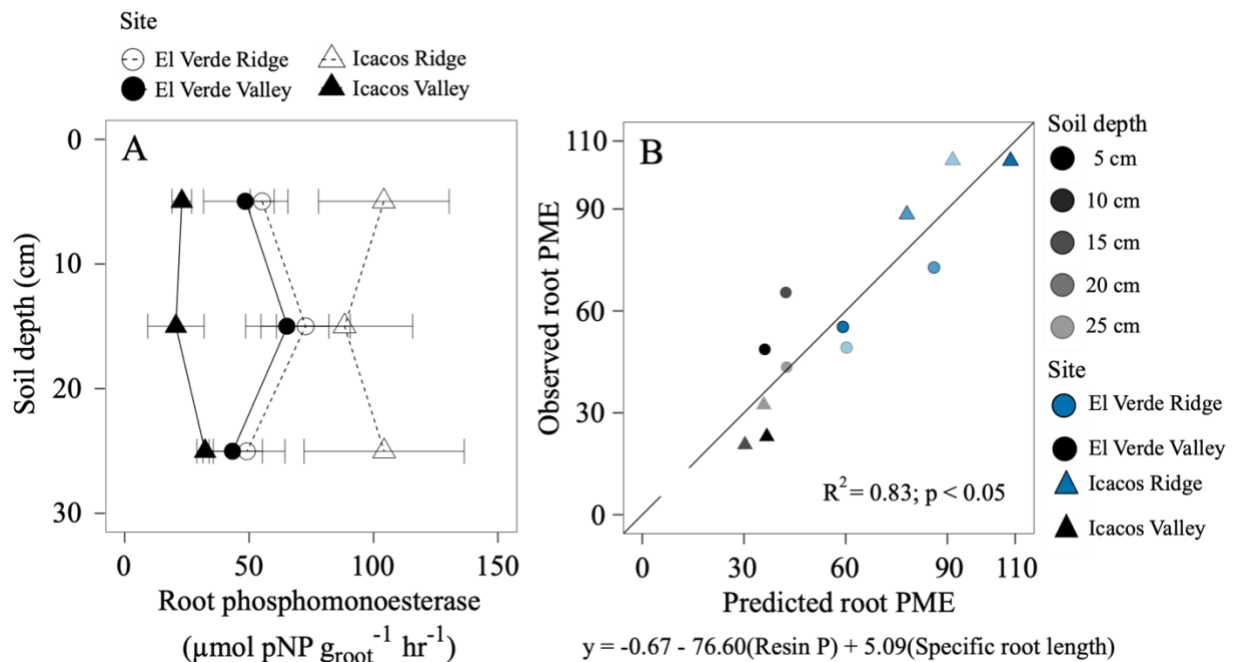 Site
El Verde Ridge
Icacos Ridge
El Verde Valley
Icacos Valley
A
0
10
20
30
Soil depth (cm)
0
50
100
150
Root phosphomonoesterase
(µmol pNP g_root^-1 hr^-1)
B
110
90
60
30
0
Observed root PME
R^2 = 0.83; p < 0.05
0
30
60
90
110
Predicted root PME
y = -0.67 - 76.60(Resin P) + 5.09(Specific root length)
Soil depth
5 cm
10 cm
15 cm
20 cm
25 cm
Site
El Verde Ridge
El Verde Valley
Icacos Ridge
Icacos Valley